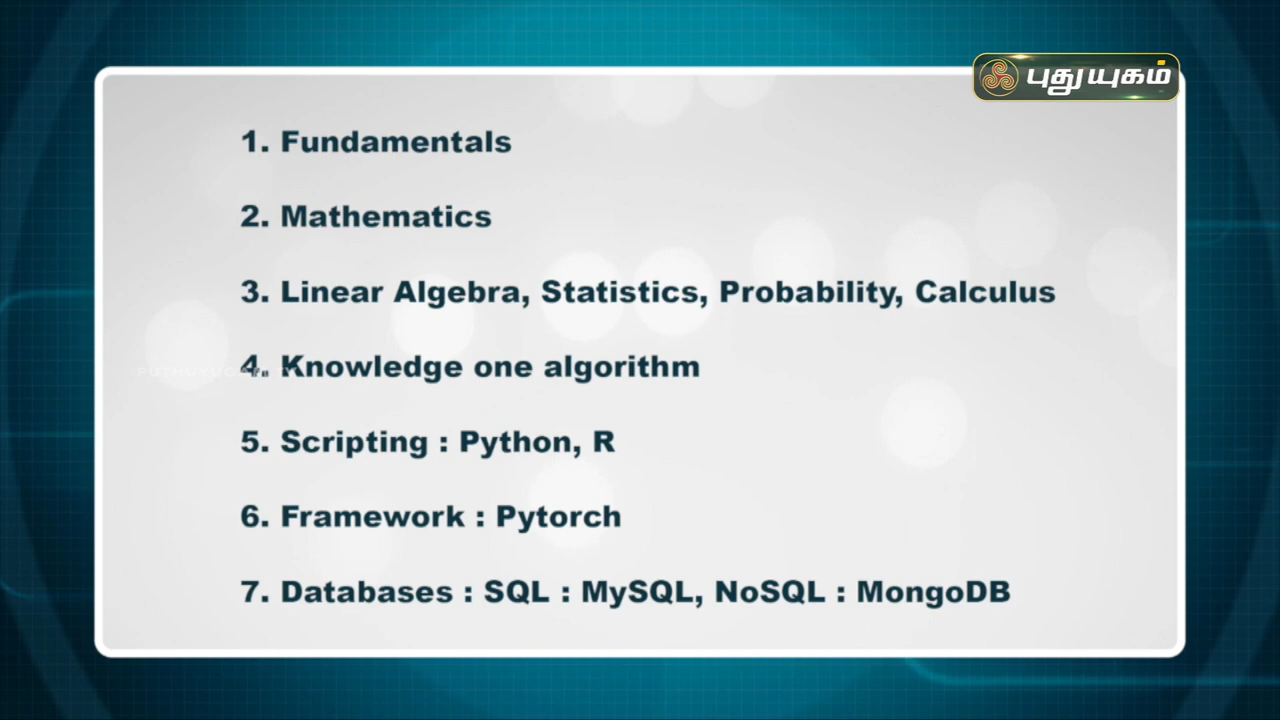 புதுயுகம்
1. Fundamentals
2. Mathematics
3. Linear Algebra, Statistics, Probability, Calculus
4. Knowledge one algorithm
5. Scripting : Python, R
6. Framework : Pytorch
7. Databases : SQL : MySQL, NoSQL : MongoDB